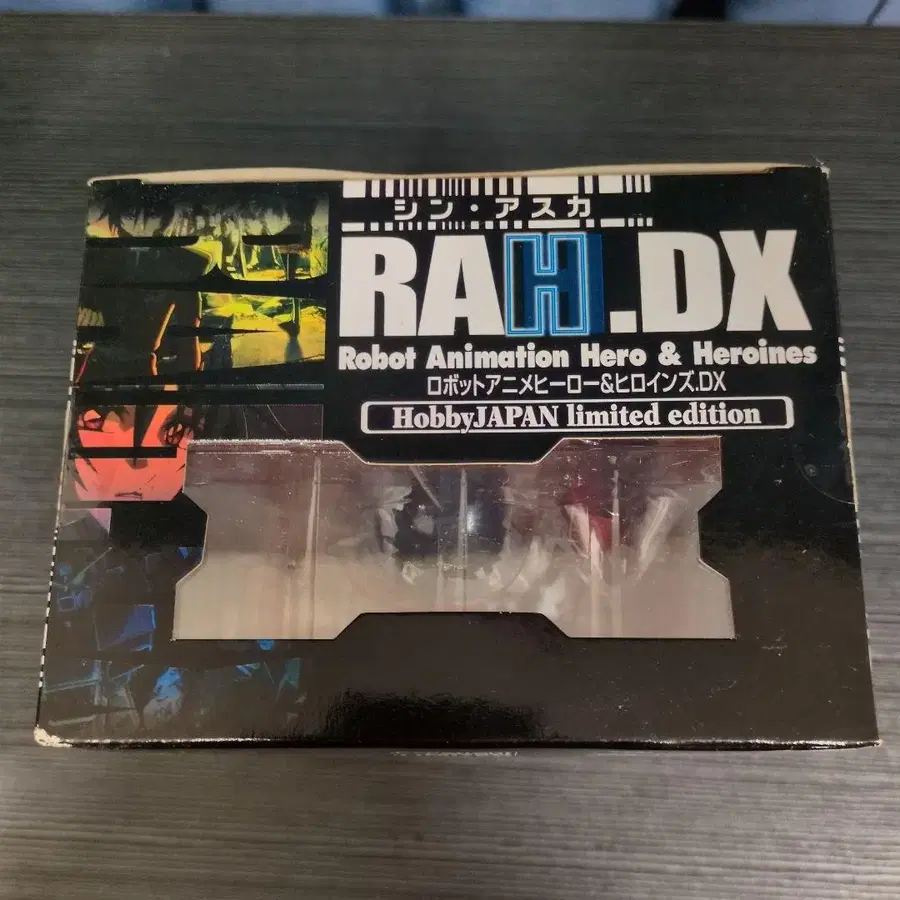 シン・アスカ
RAH.DX
Robot Animation Hero & Heroines
ロボットアニメヒーロー&ヒロインズ.DX
HobbyJAPAN limited edition